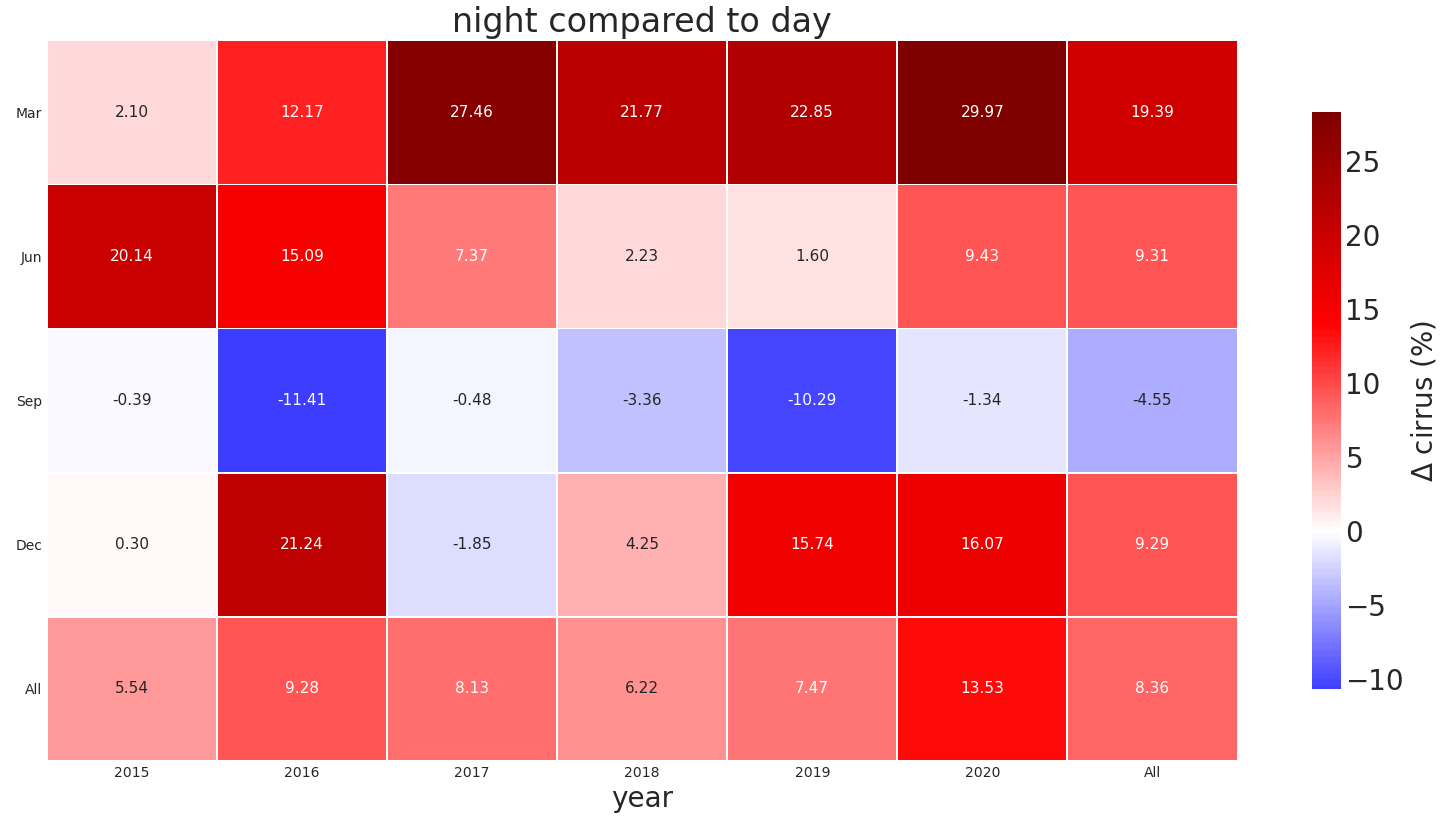 night compared to day
Mar 2.10 12.17 27.46 21.77 22.85 29.97 19.39
Jun 20.14 15.09 7.37 2.23 1.60 9.43 9.31
Sep -0.39 -11.41 -0.48 -3.36 -10.29 -1.34 -4.55
Dec 0.30 21.24 -1.85 4.25 15.74 16.07 9.29
All 5.54 9.28 8.13 6.22 7.47 13.53 8.36
2015 2016 2017 2018 2019 2020 All
year
25
20
15
10
5
0
−5
−10
Δ cirrus (%)